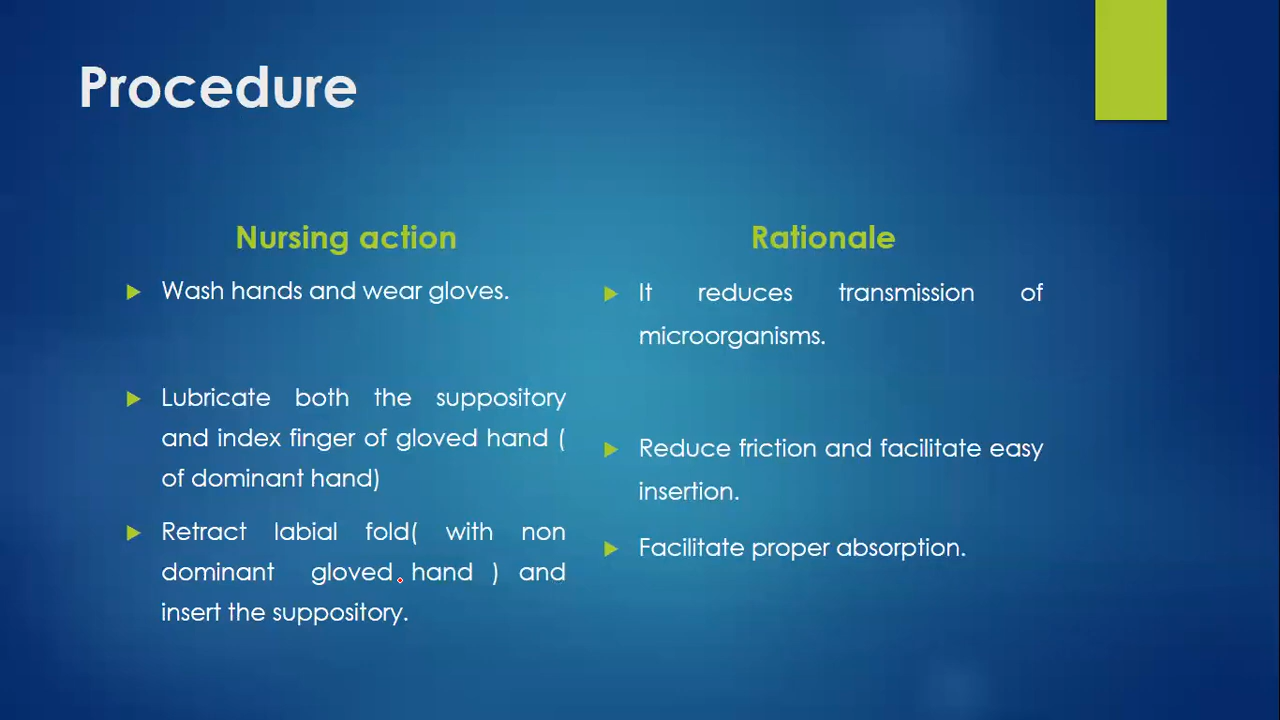 Procedure
Nursing action
Wash hands and wear gloves.
Lubricate both the suppository
and index finger of gloved hand (
of dominant hand)
Retract labial fold( with non
dominant gloved hand ) and
insert the suppository.
Rationale
It reduces transmission of
microorganisms.
Reduce friction and facilitate easy
insertion.
Facilitate proper absorption.